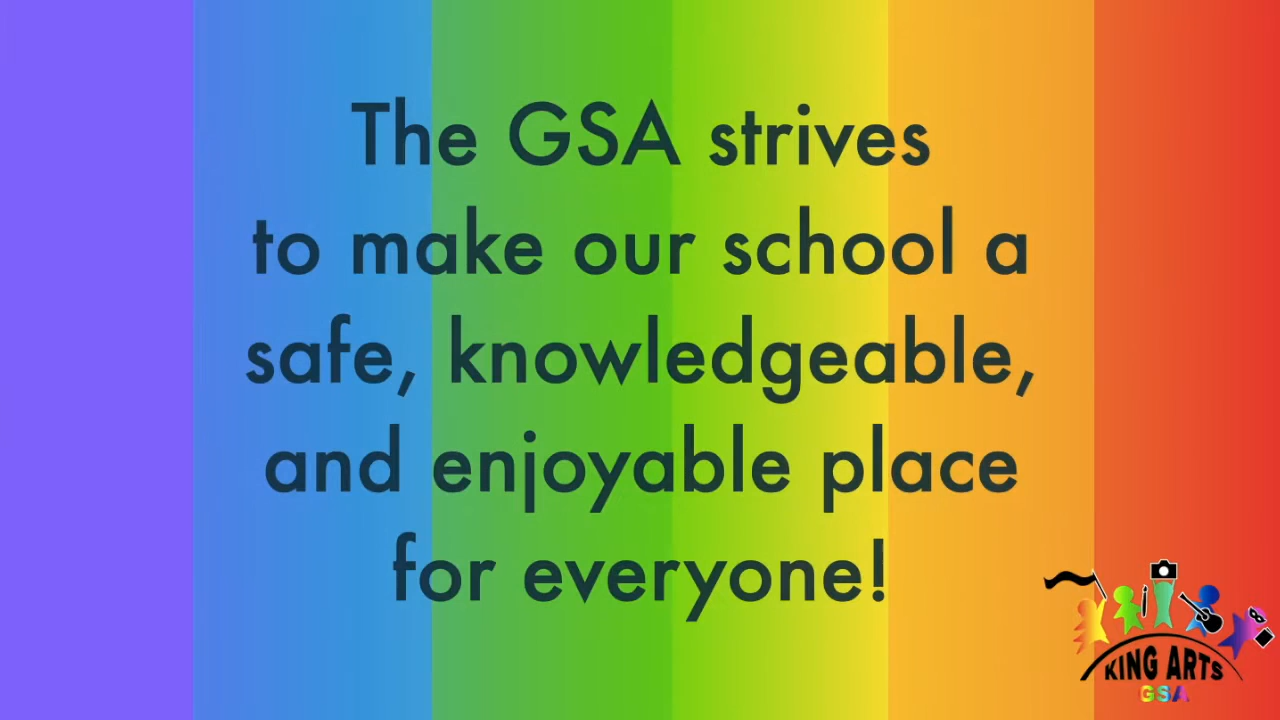 The GSA strives
to make our school a
safe, knowledgeable,
and enjoyable place
for everyone!
KING ARTS
GSA